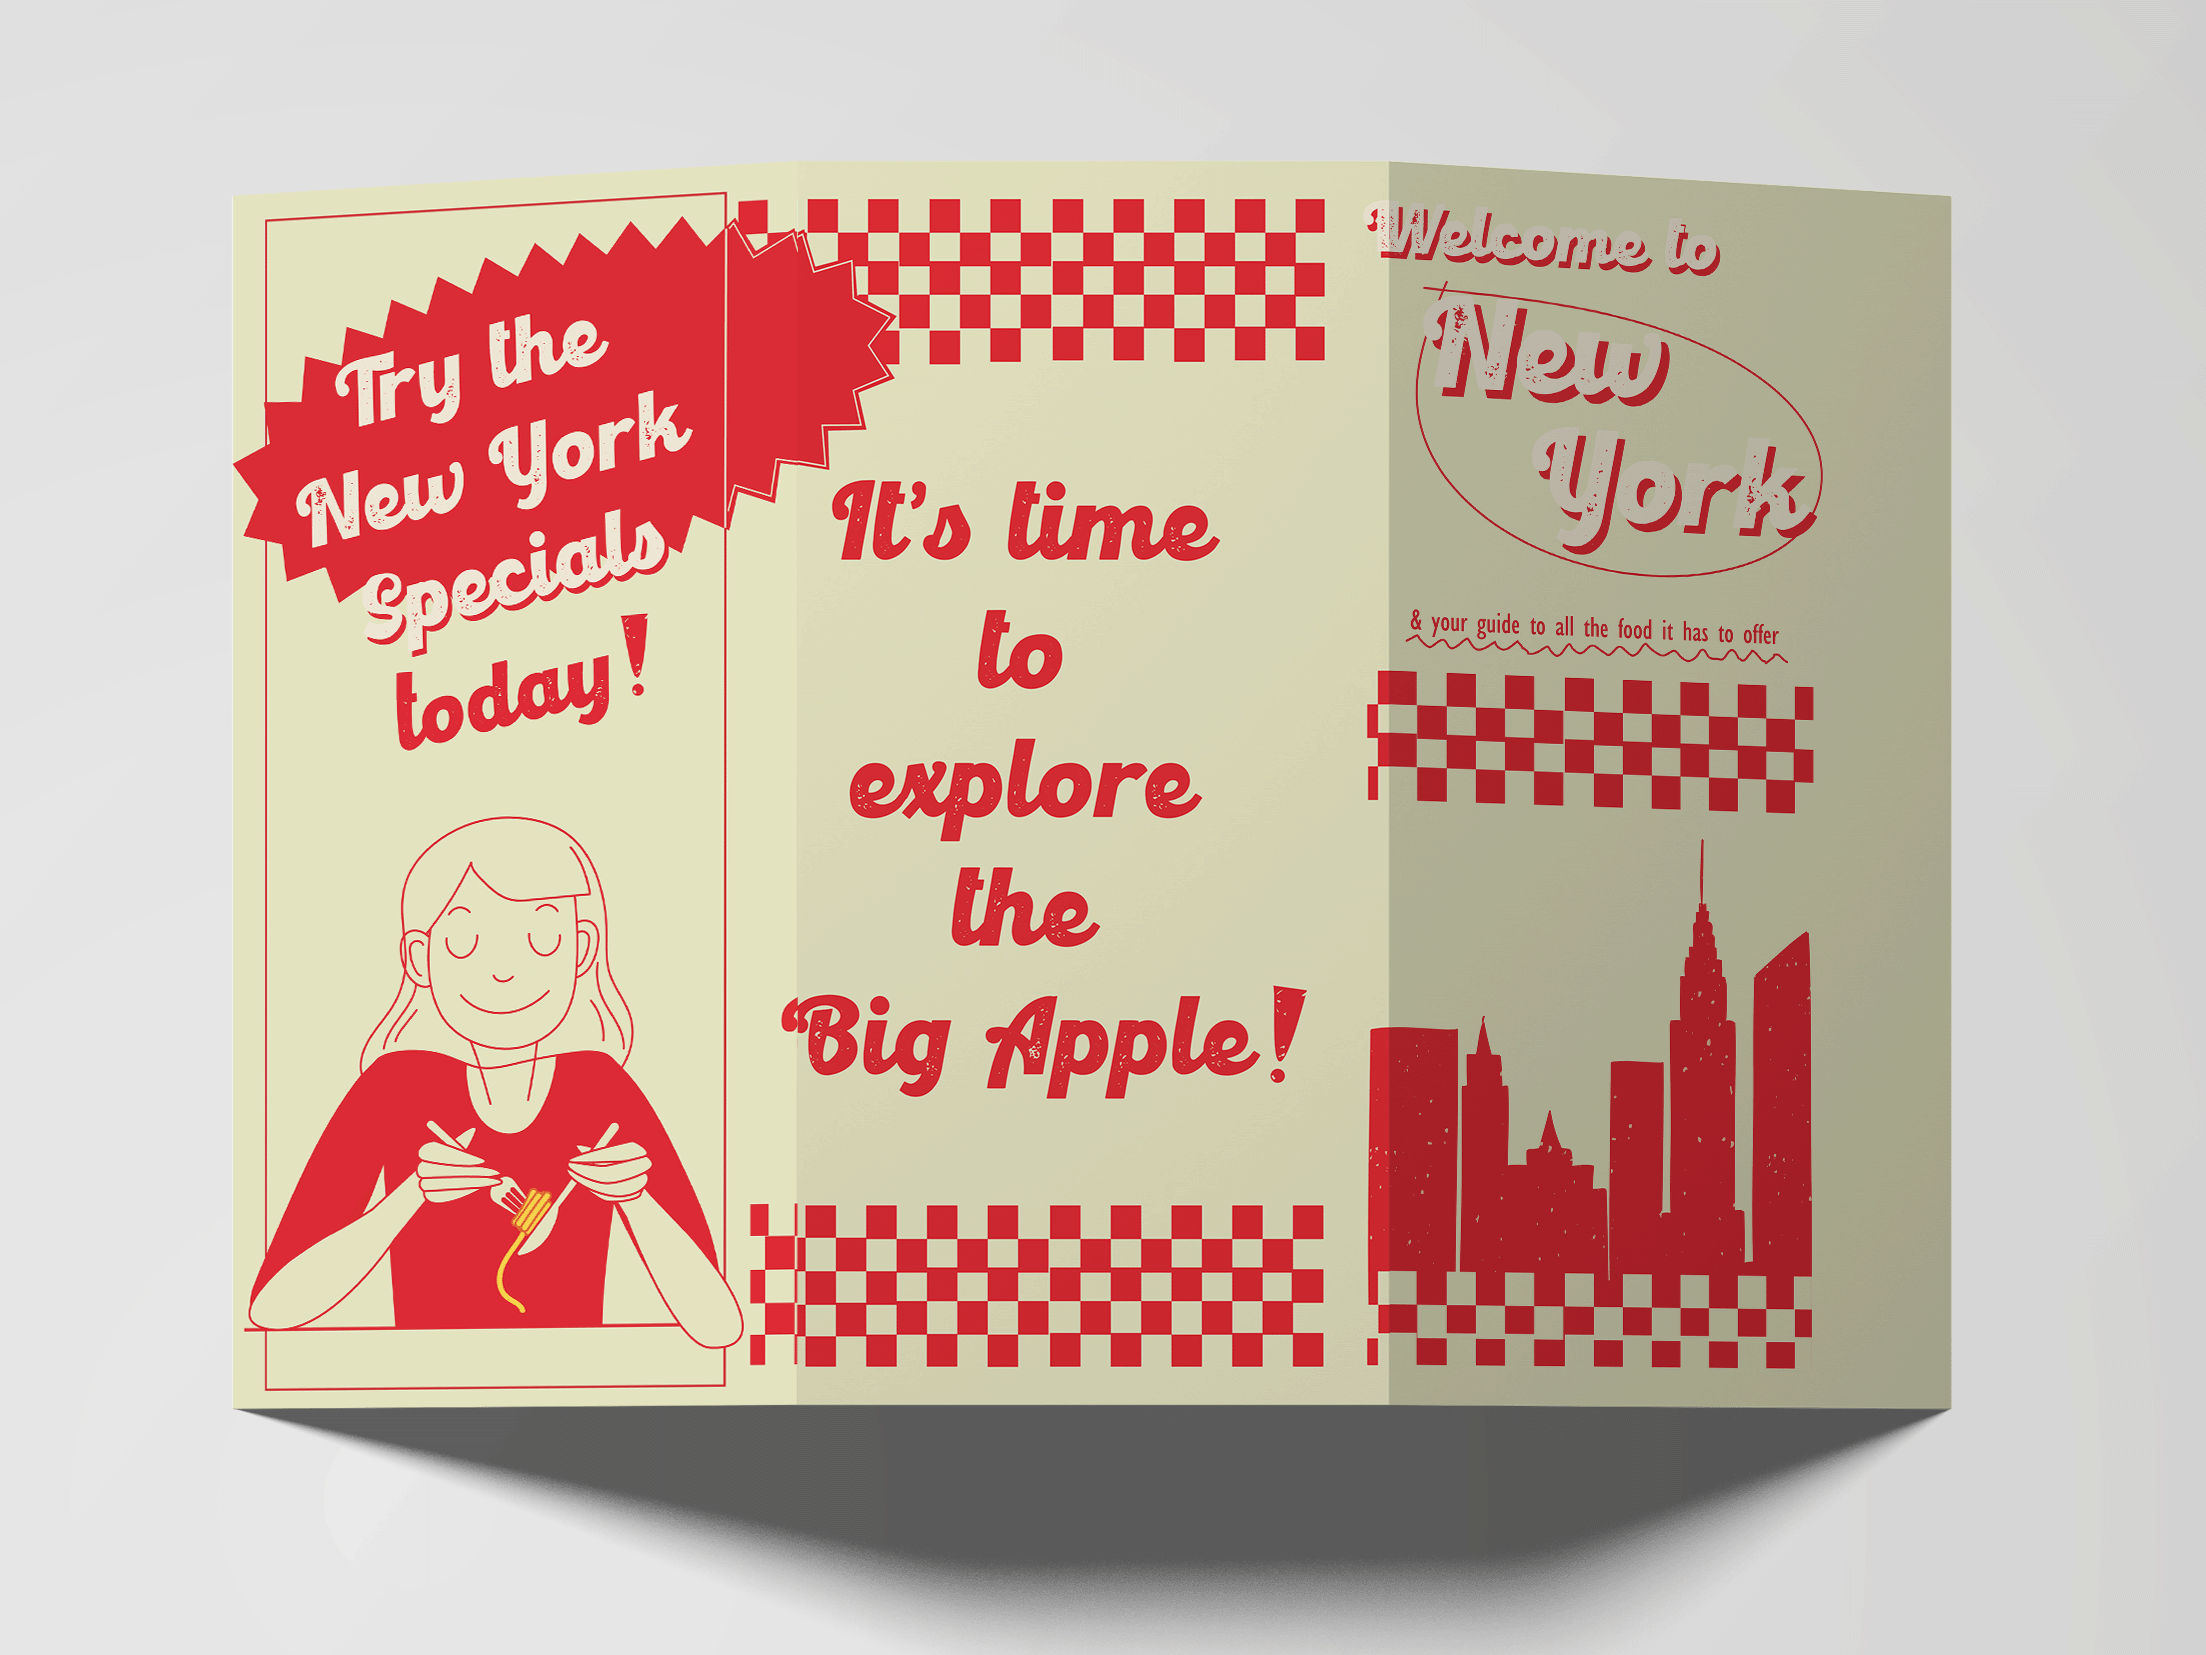 Try the
New York
Specials
today!
It's time
to
explore
the
Big Apple!
Welcome to
New
York
& your guide to all the food it has to offer